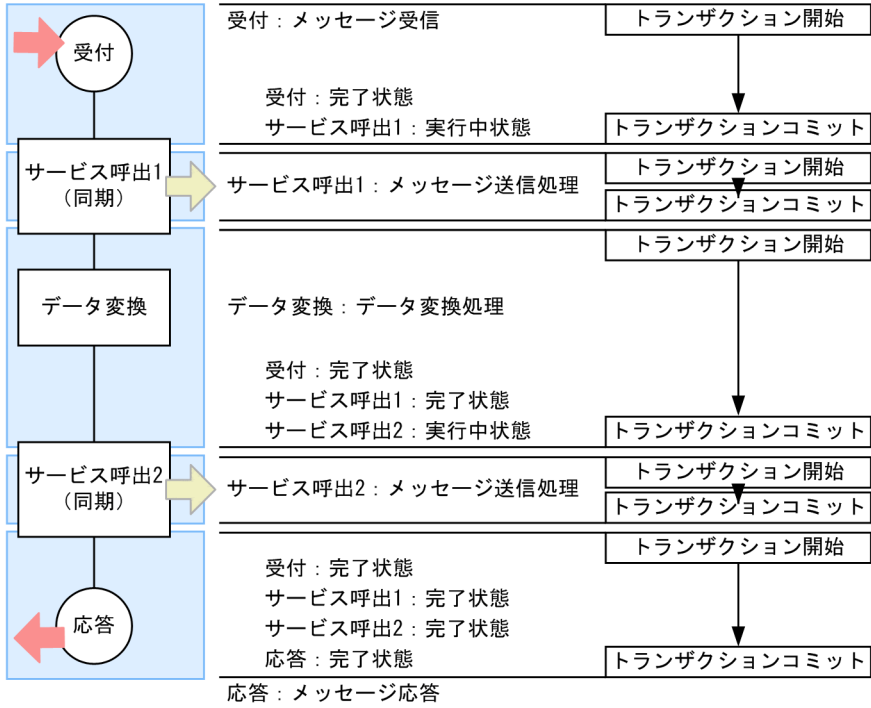 受付
受付：メッセージ受信
トランザクション開始
受付：完了状態
サービス呼出1：実行中状態
トランザクションコミット
サービス呼出1
（同期）
サービス呼出1：メッセージ送信処理
トランザクション開始
トランザクションコミット
トランザクション開始
データ変換
データ変換：データ変換処理
受付：完了状態
サービス呼出1：完了状態
サービス呼出2：実行中状態
トランザクションコミット
サービス呼出2
（同期）
サービス呼出2：メッセージ送信処理
トランザクション開始
トランザクションコミット
トランザクション開始
受付：完了状態
サービス呼出1：完了状態
サービス呼出2：完了状態
応答：完了状態
トランザクションコミット
応答
応答：メッセージ応答